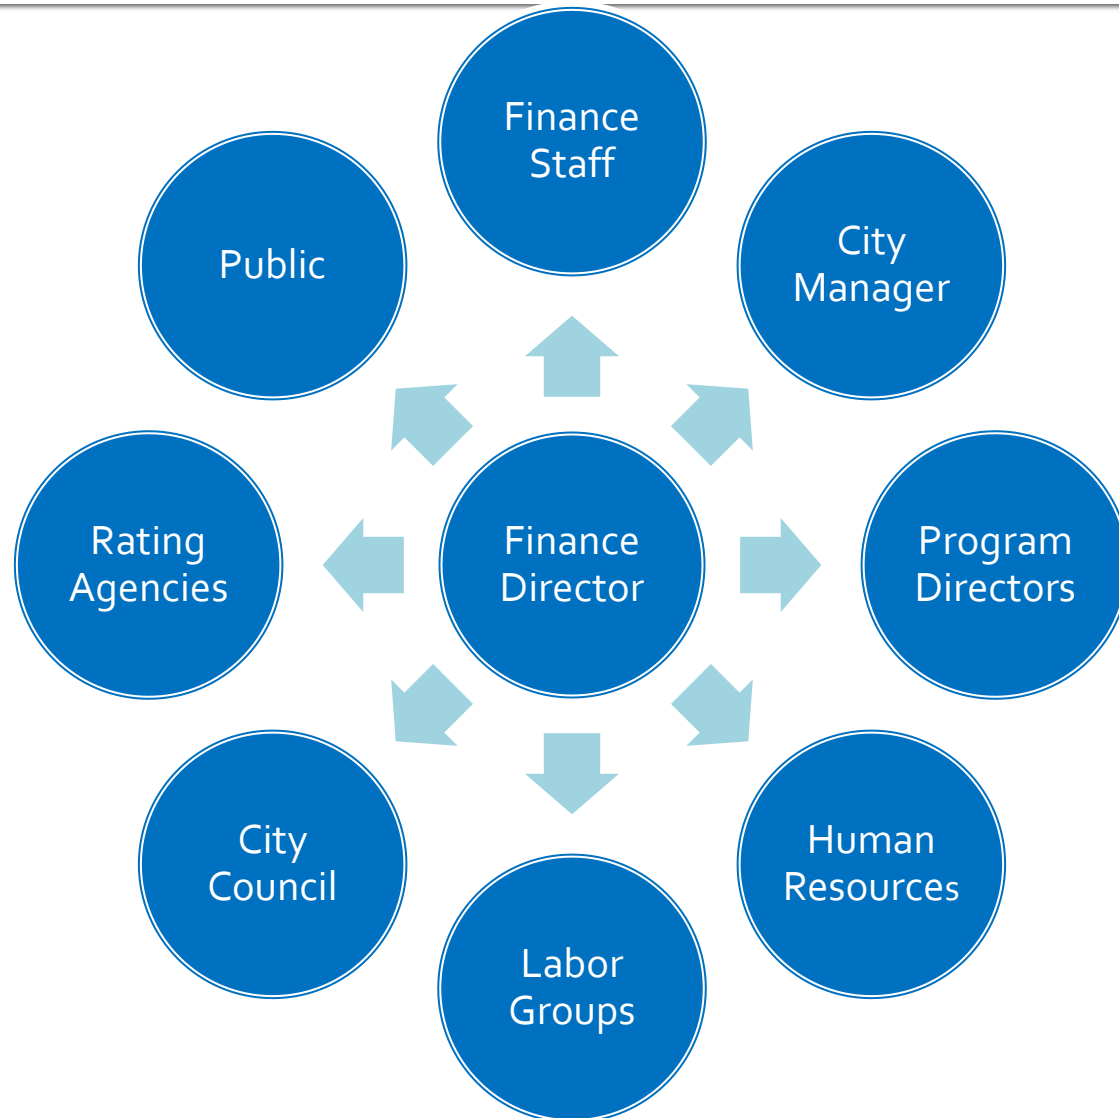 Finance
Staff
Public
City
Manager
Rating
Agencies
Finance
Director
Program
Directors
City
Council
Human
Resources
Labor
Groups